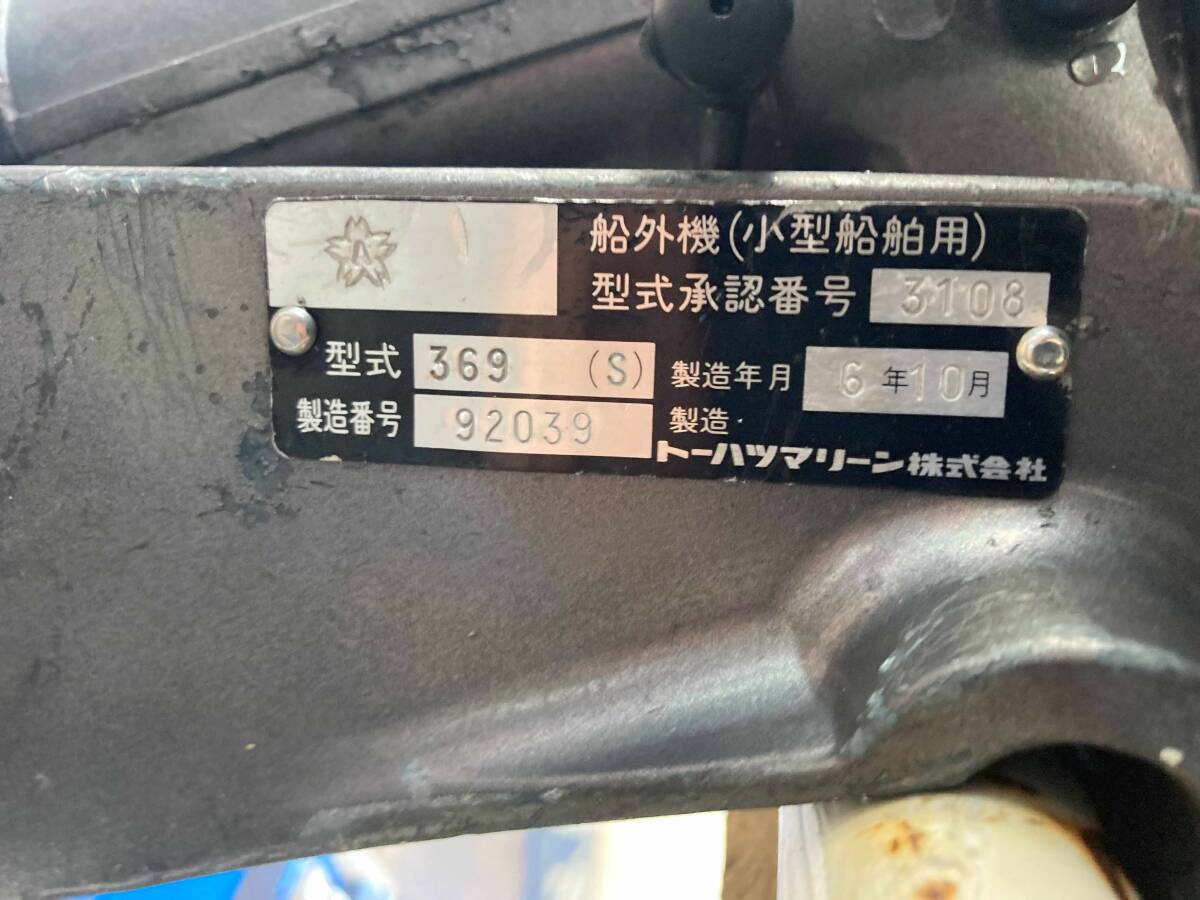 A
船外機(小型船舶用)
型式承認番号 3108
型式 369 (S)
製造年月 6年10月
製造番号 92039
製造
トーハツマリーン株式会社